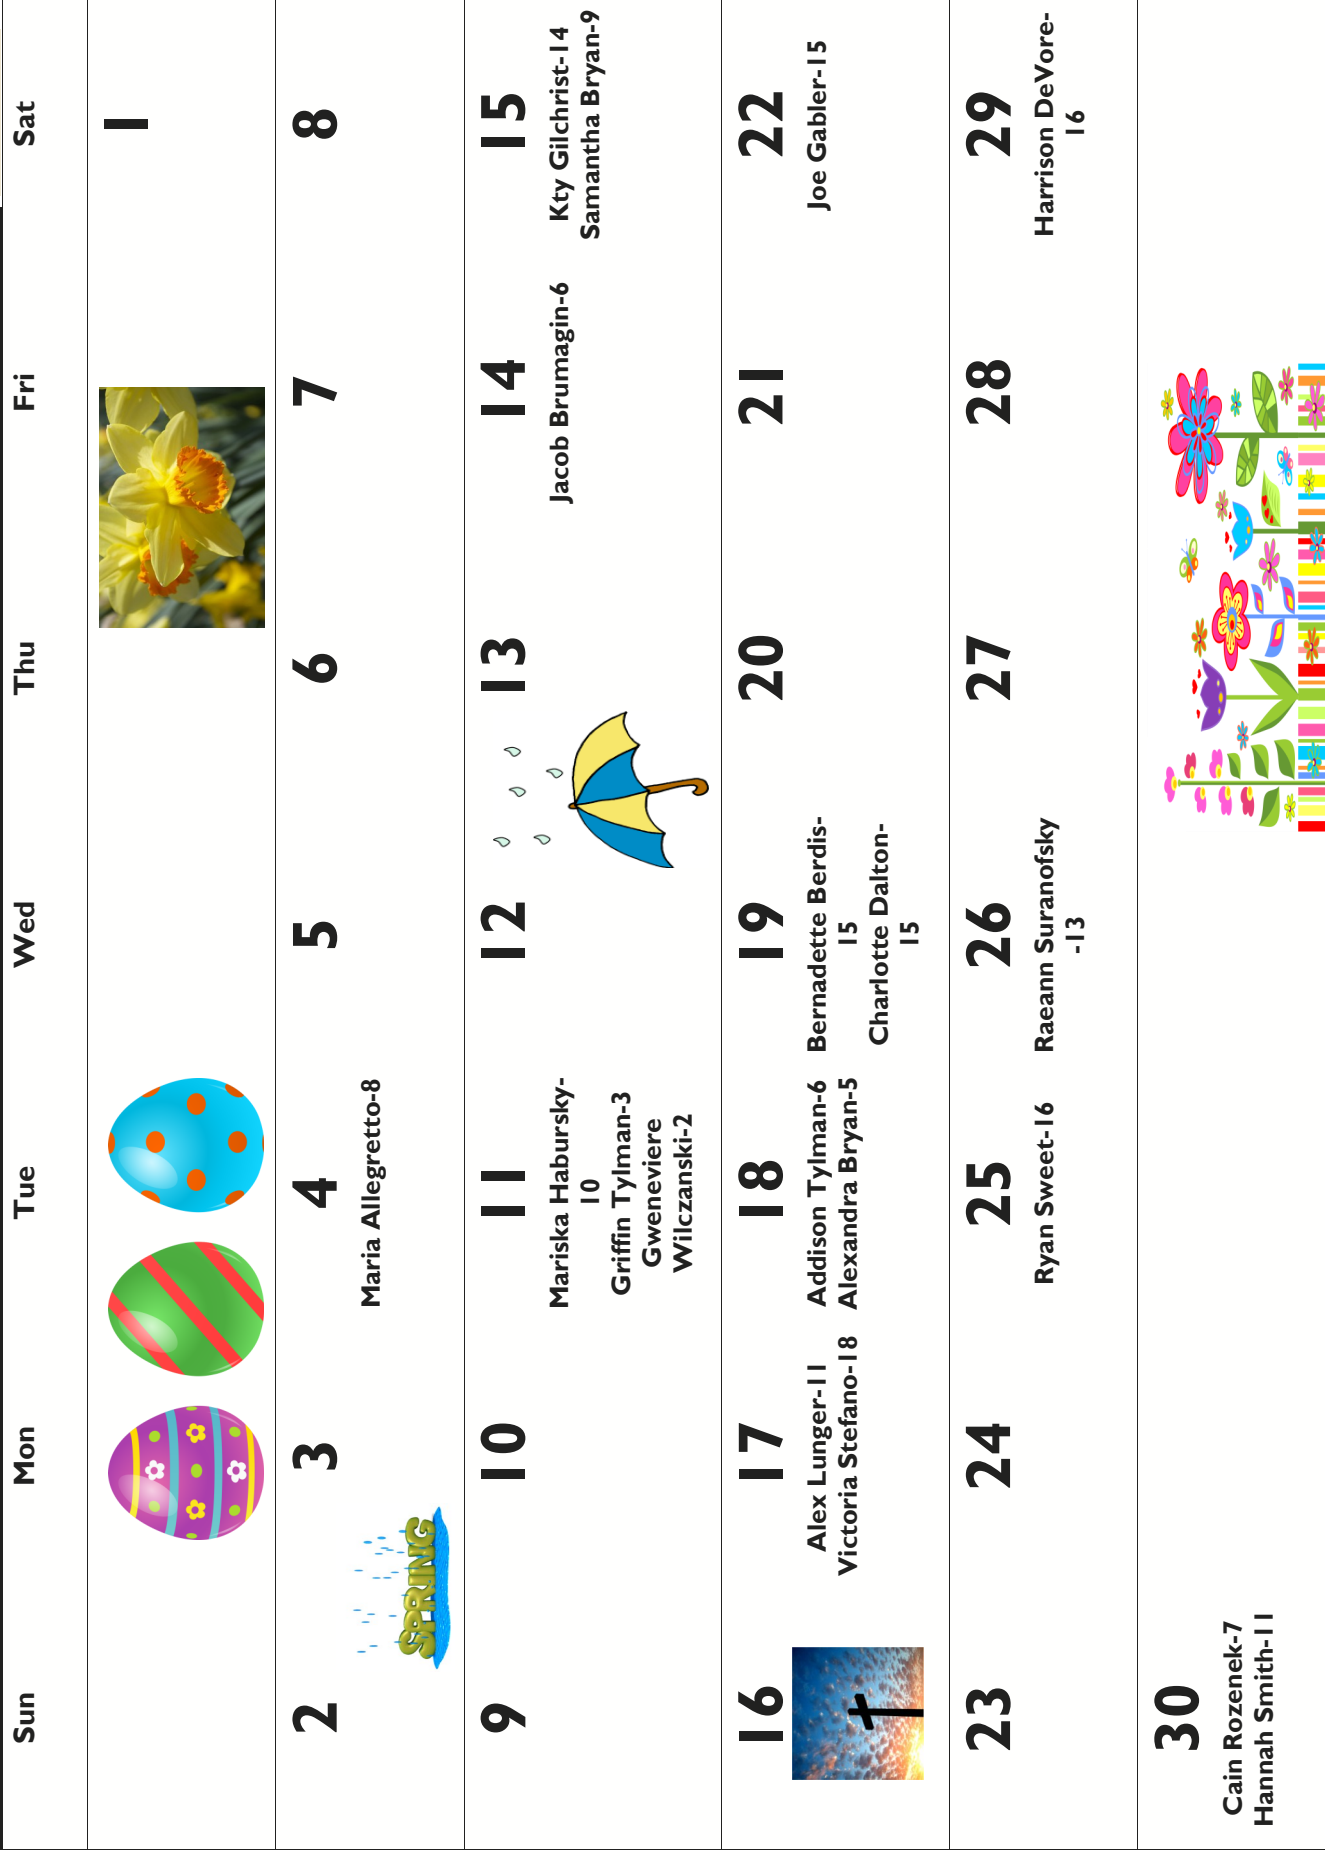 Sun Mon Tue Wed Thu Fri Sat
1
2 3 4 5 6 7 8
SPRING
Maria Allegretto-8
9 10 11 12 13 14 15
Mariska Habursky-
10
Griffin Tylman-3
Gweneviere
Wilczanski-2
Jacob Brumagin-6
Kty Gilchrist-14
Samantha Bryan-9
16 17 18 19 20 21 22
Alex Lunger-11
Victoria Stefano-18
Addison Tylman-6
Alexandra Bryan-5
Bernadette Berdis-
15
Charlotte Dalton-
15
Joe Gabler-15
23 24 25 26 27 28 29
Ryan Sweet-16
Raeann Suranofsky
-13
Harrison DeVore-
16
30
Cain Rozenek-7
Hannah Smith-11